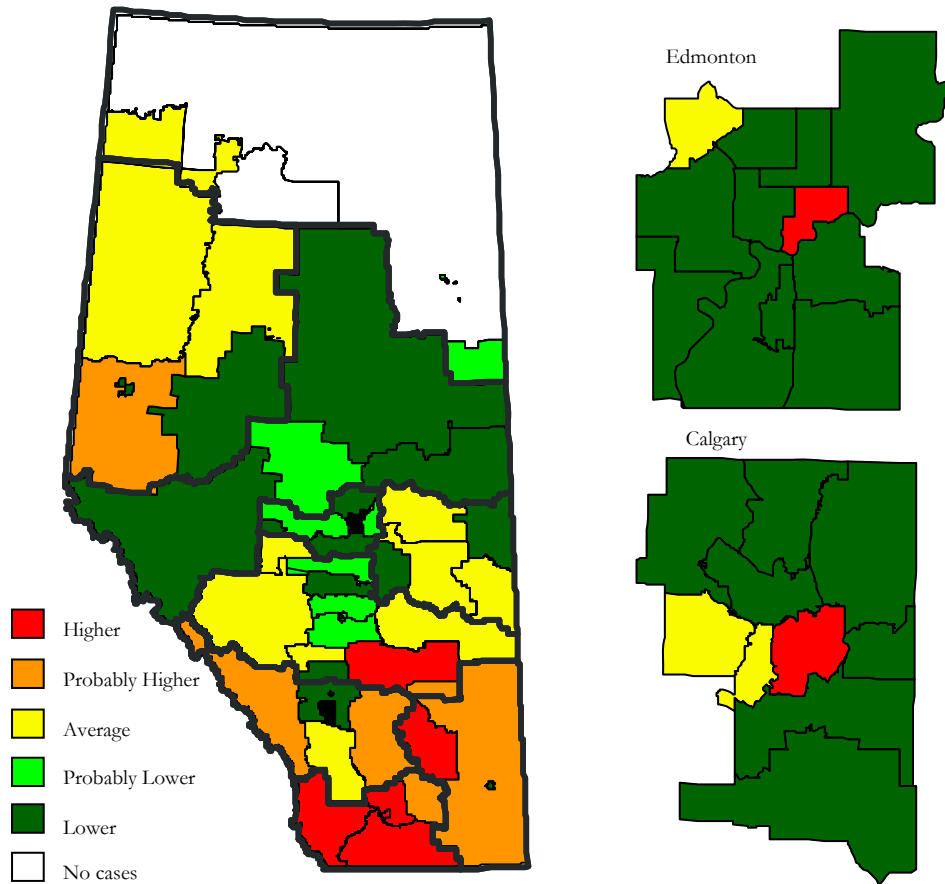 Edmonton
Calgary
Higher
Probably Higher
Average
Probably Lower
Lower
No cases